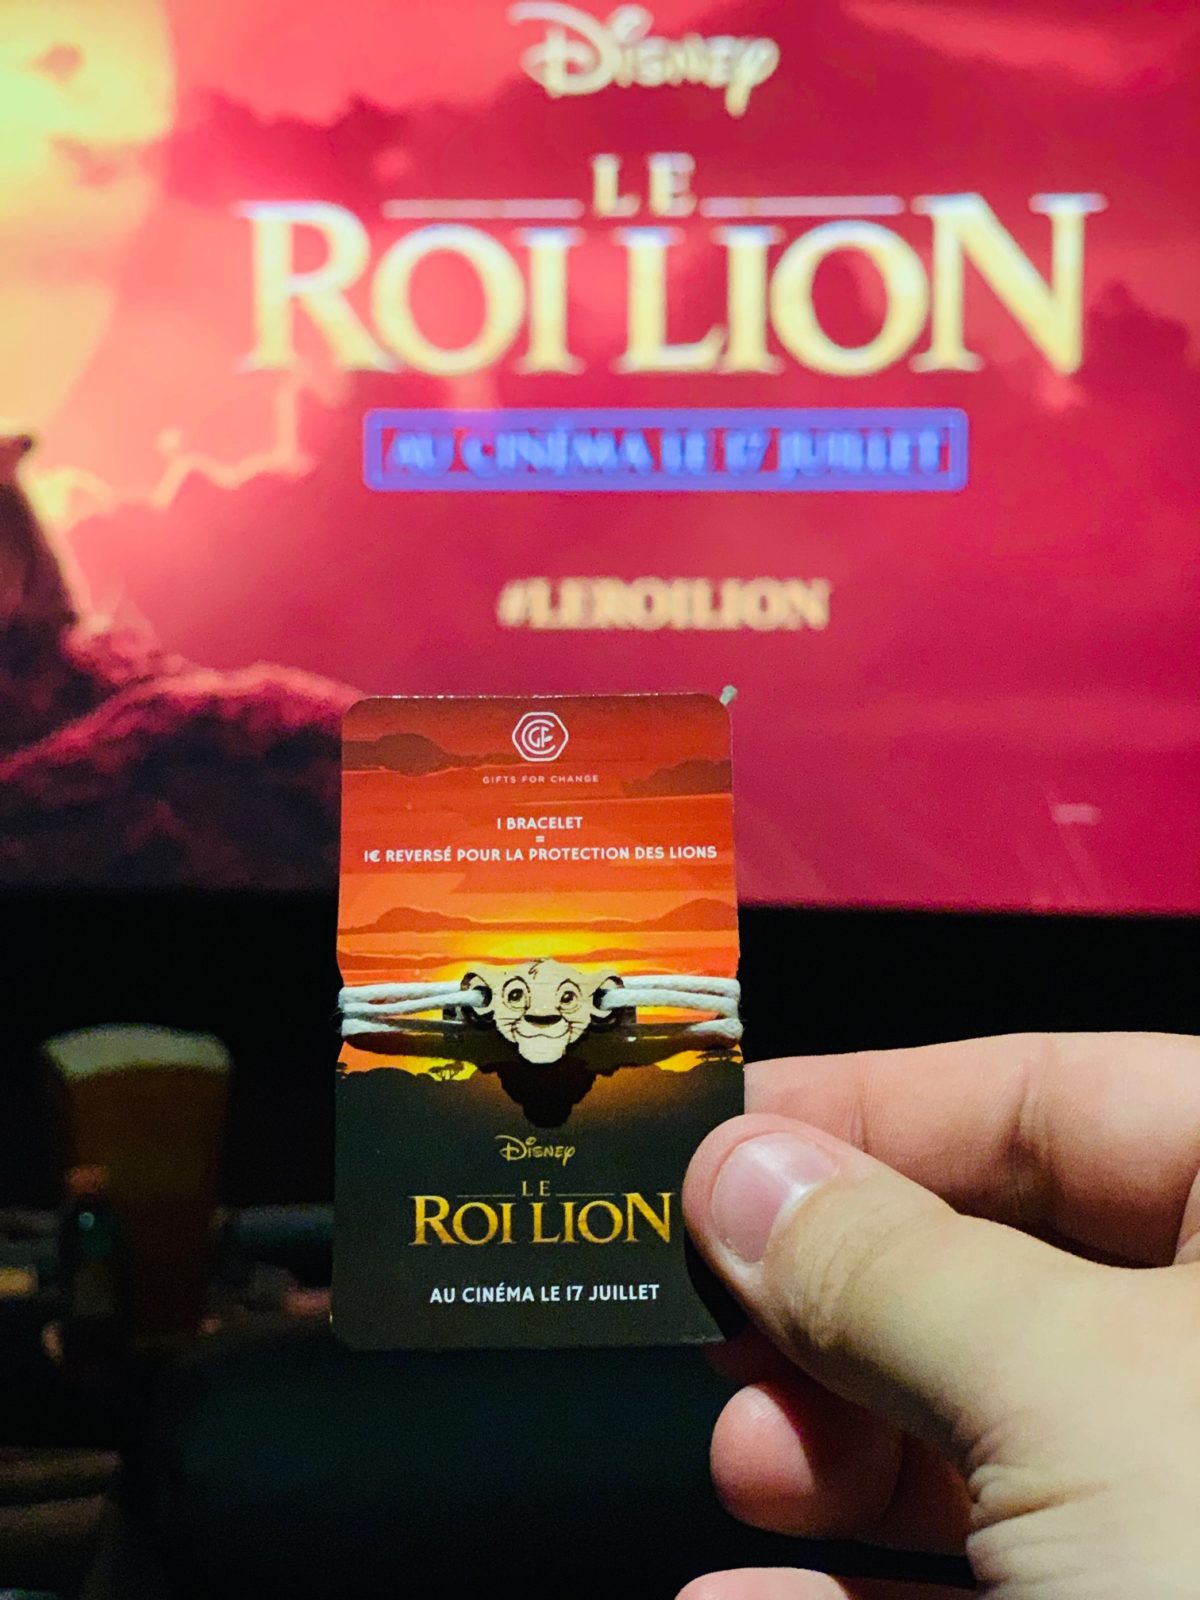 DISNEY
LE
ROI LION
AU CINÉMA LE 17 JUILLET
#LEROILION
GFC
GIFTS FOR CHANGE
1 BRACELET
=
1€ REVERSÉ POUR LA PROTECTION DES LIONS
DISNEY
LE
ROI LION
AU CINÉMA LE 17 JUILLET